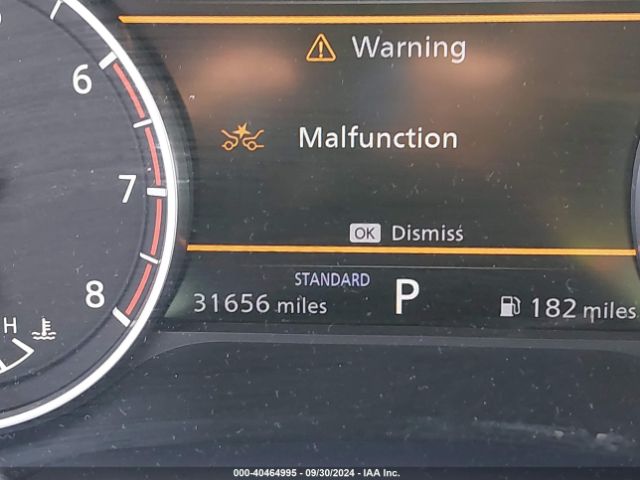 Warning
6
Malfunction
7
OK Dismiss
STANDARD
8
31656 miles
P
182 miles
H
000-40464995 - 09/30/2024 - IAA Inc.